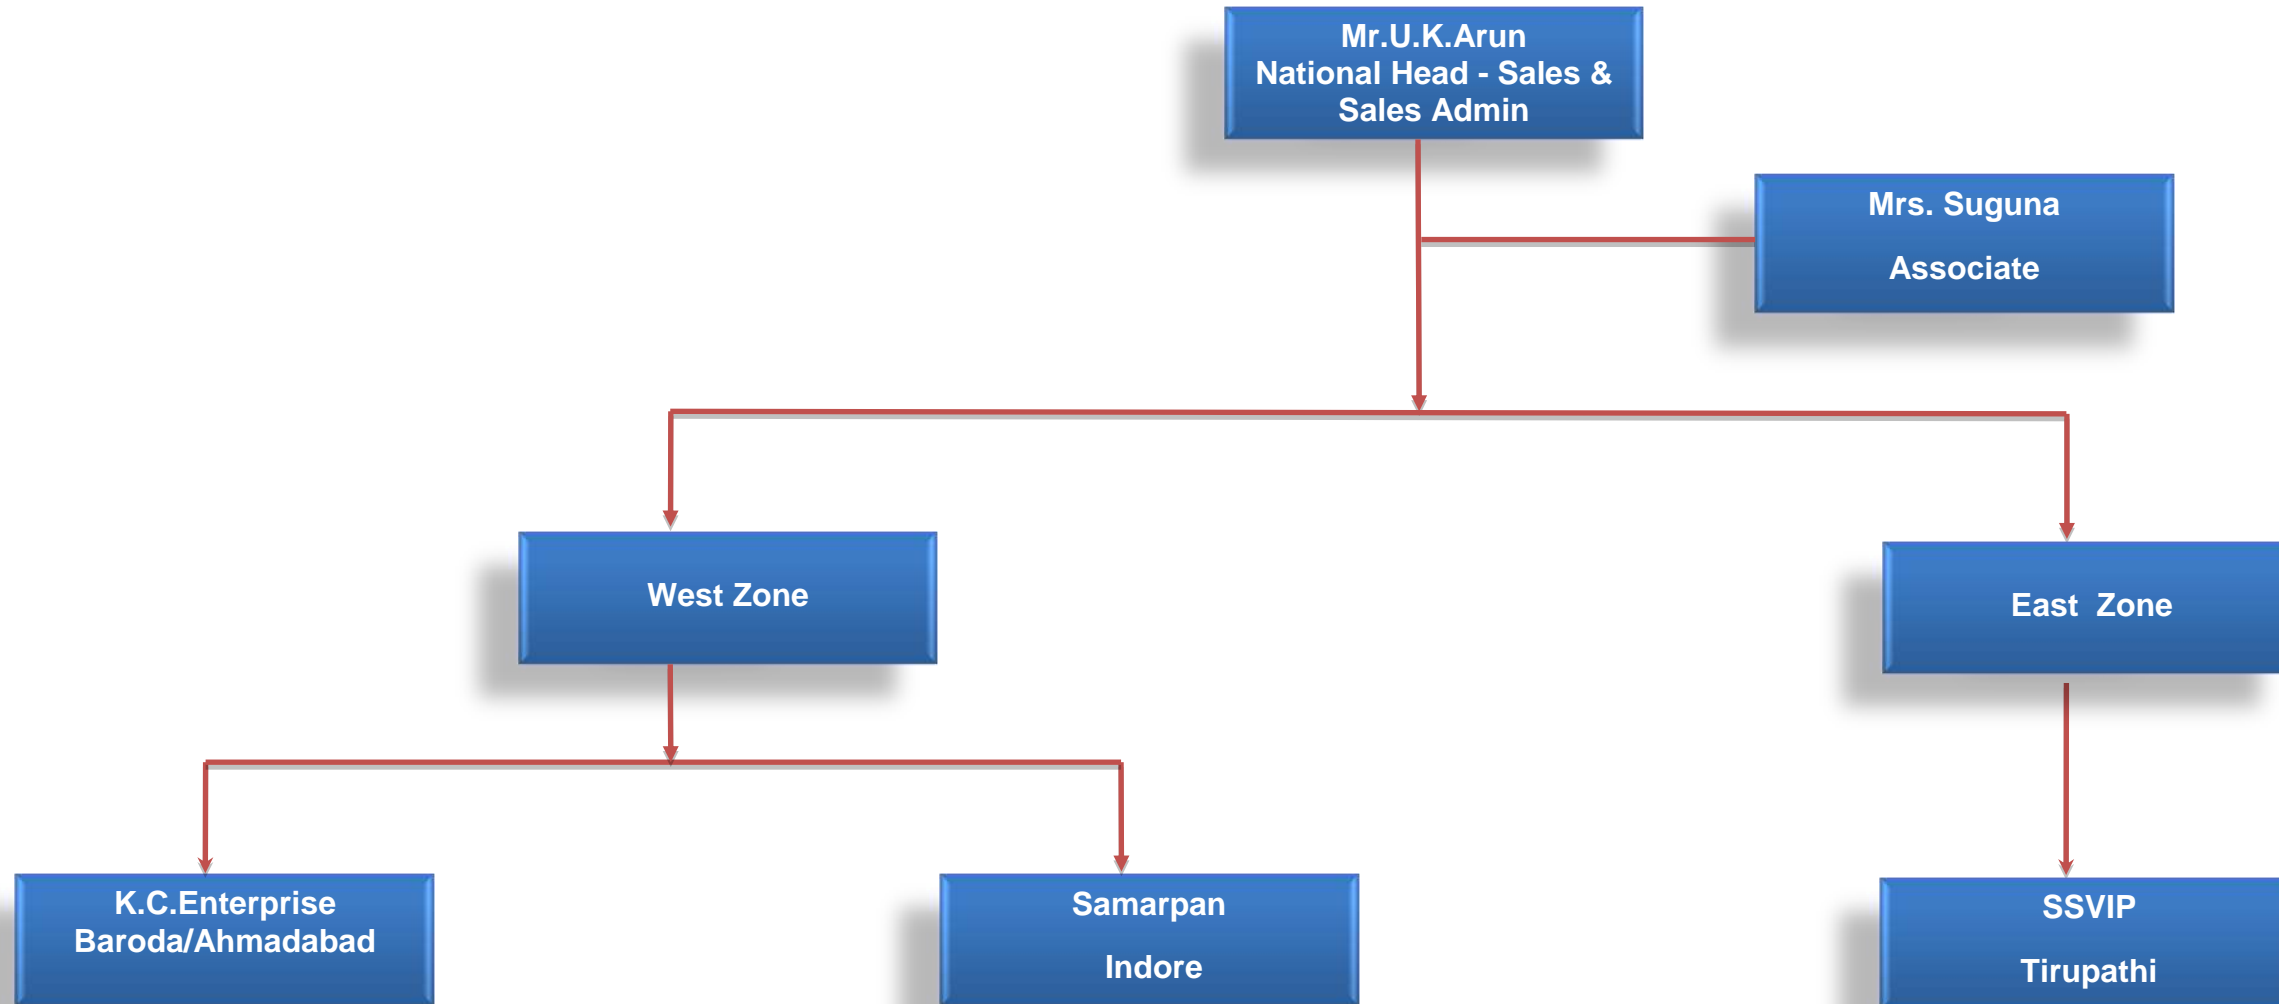 Mr.U.K.Arun
National Head - Sales &
Sales Admin
Mrs. Suguna
Associate
West Zone
East  Zone
K.C.Enterprise
Baroda/Ahmadabad
Samarpan
Indore
SSVIP
Tirupathi